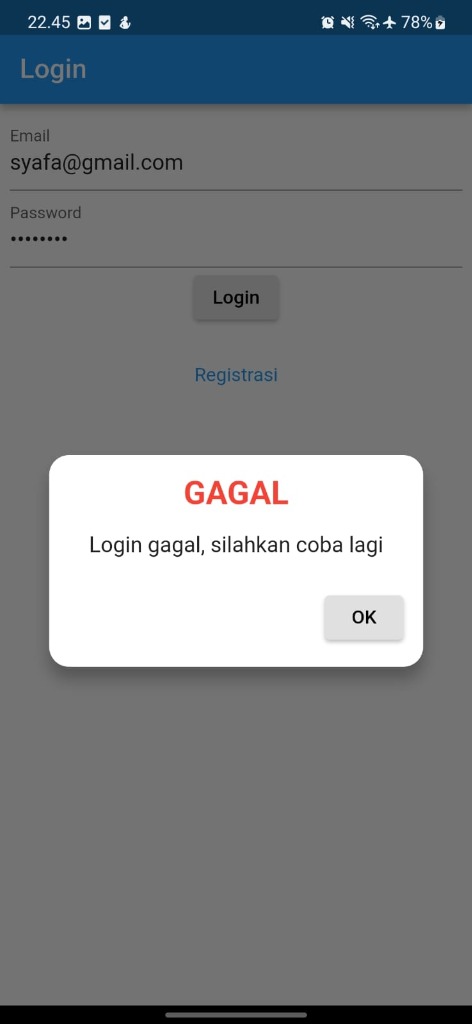 22.45
78%
Login
Email
syafa@gmail.com
Password
••••••••
Login
Registrasi
GAGAL
Login gagal, silahkan coba lagi
OK